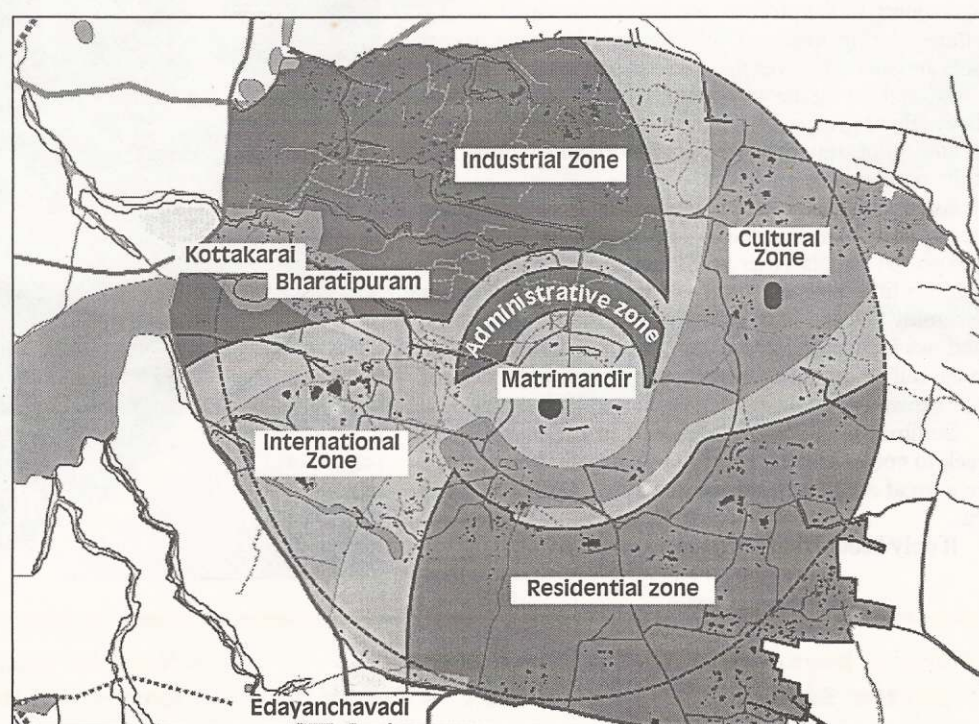 Industrial Zone
Cultural
Zone
Kottakarai
Bharatipuram
Administrative zone
Matrimandir
International
Zone
Residential zone
Edayanchavadi